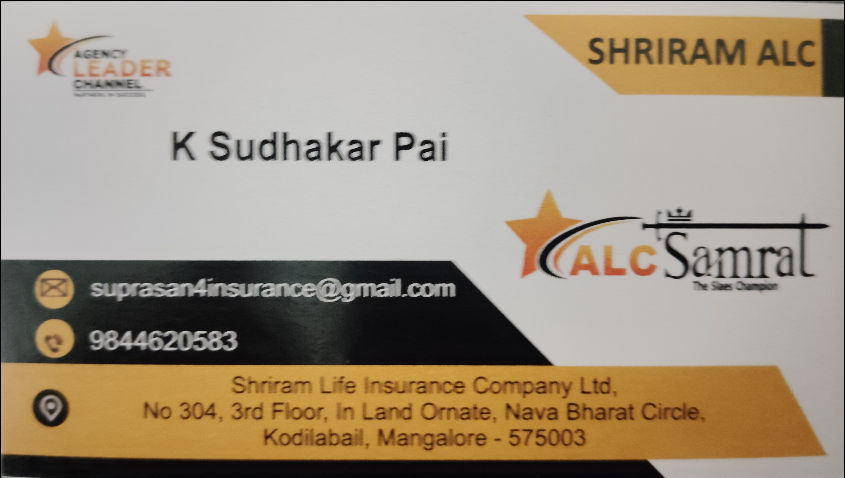 AGENCY
LEADER
CHANNEL
PARTNERS IN SUCCESS
SHRIRAM ALC
K Sudhakar Pai
ALC Samrat
The Slaes Champion
suprasan4insurance@gmail.com
9844620583
Shriram Life Insurance Company Ltd,
No 304, 3rd Floor, In Land Ornate, Nava Bharat Circle,
Kodilabail, Mangalore - 575003